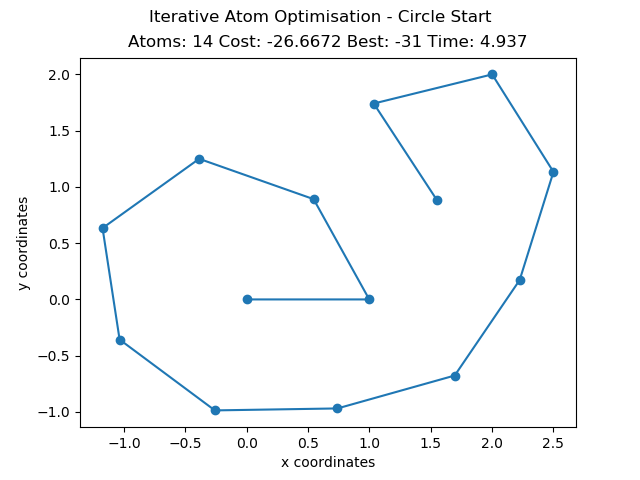 Iterative Atom Optimisation - Circle Start
Atoms: 14 Cost: -26.6672 Best: -31 Time: 4.937
2.0
1.5
1.0
0.5
0.0
−0.5
−1.0
y coordinates
−1.0 −0.5 0.0 0.5 1.0 1.5 2.0 2.5
x coordinates